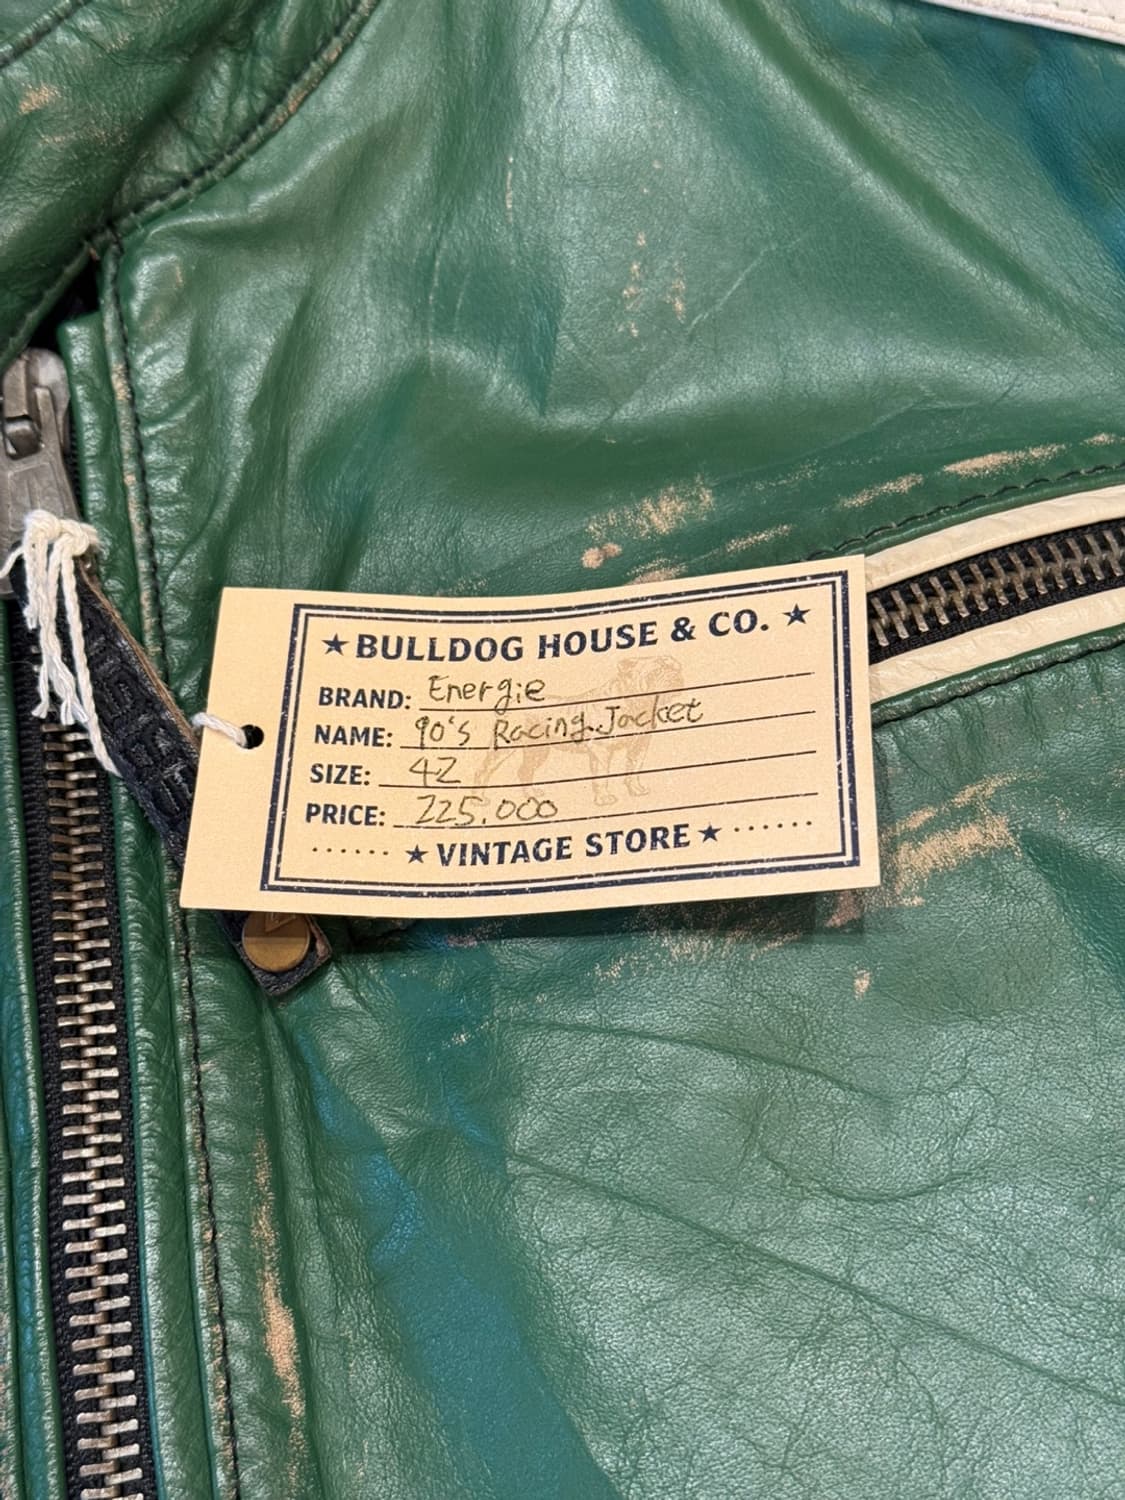 ★ BULLDOG HOUSE & CO. ★
BRAND: Energie
NAME: 90's Racing Jacket
SIZE: 42
PRICE: 225.000
...... ★ VINTAGE STORE ★ ......